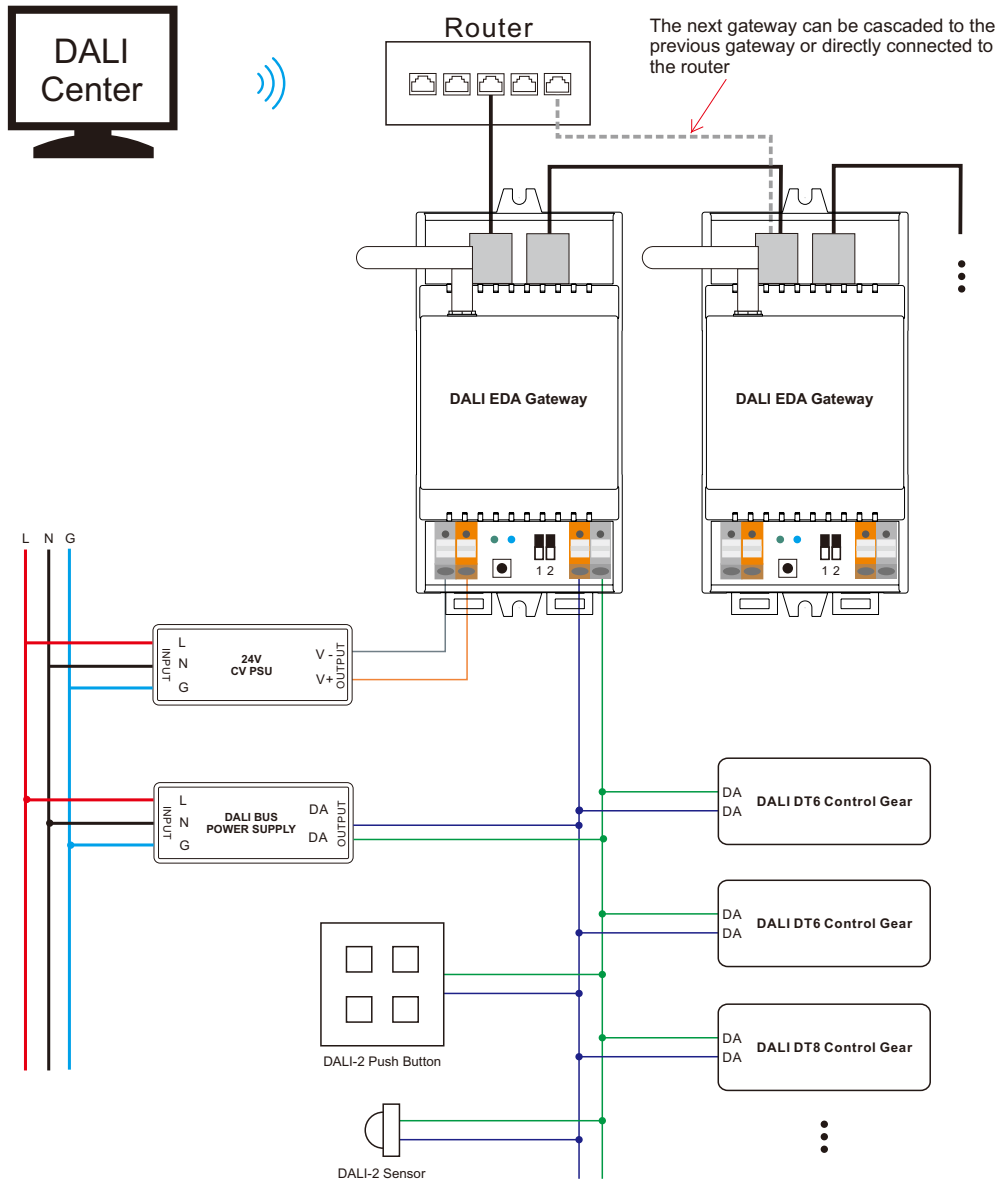 DALI
Center
Router
The next gateway can be cascaded to the
previous gateway or directly connected to
the router
DALI EDA Gateway
DALI EDA Gateway
1 2
1 2
L N G
L
N
G
INPUT
24V
CV PSU
V -
V+
OUTPUT
L
N
G
INPUT
DALI BUS
POWER SUPPLY
DA
DA
OUTPUT
DA
DA
DALI DT6 Control Gear
DA
DA
DALI DT6 Control Gear
DA
DA
DALI DT8 Control Gear
DALI-2 Push Button
DALI-2 Sensor